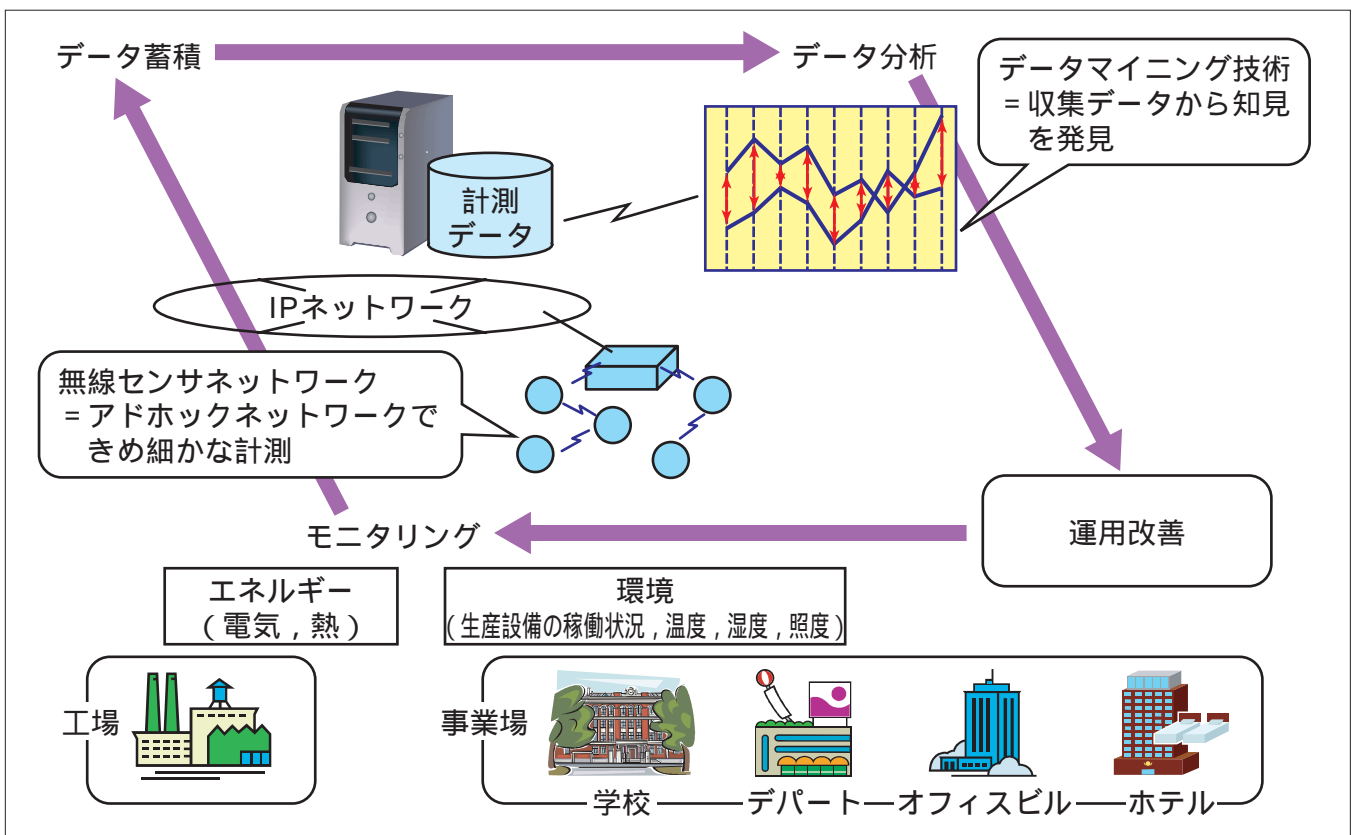 データ蓄積
データ分析
データマイニング技術
=収集データから知見
を発見
計測
データ
IPネットワーク
無線センサネットワーク
=アドホックネットワークで
きめ細かな計測
モニタリング
運用改善
エネルギー
(電気,熱)
環境
(生産設備の稼働状況,温度,湿度,照度)
工場
事業場
学校
デパート
オフィスビル
ホテル